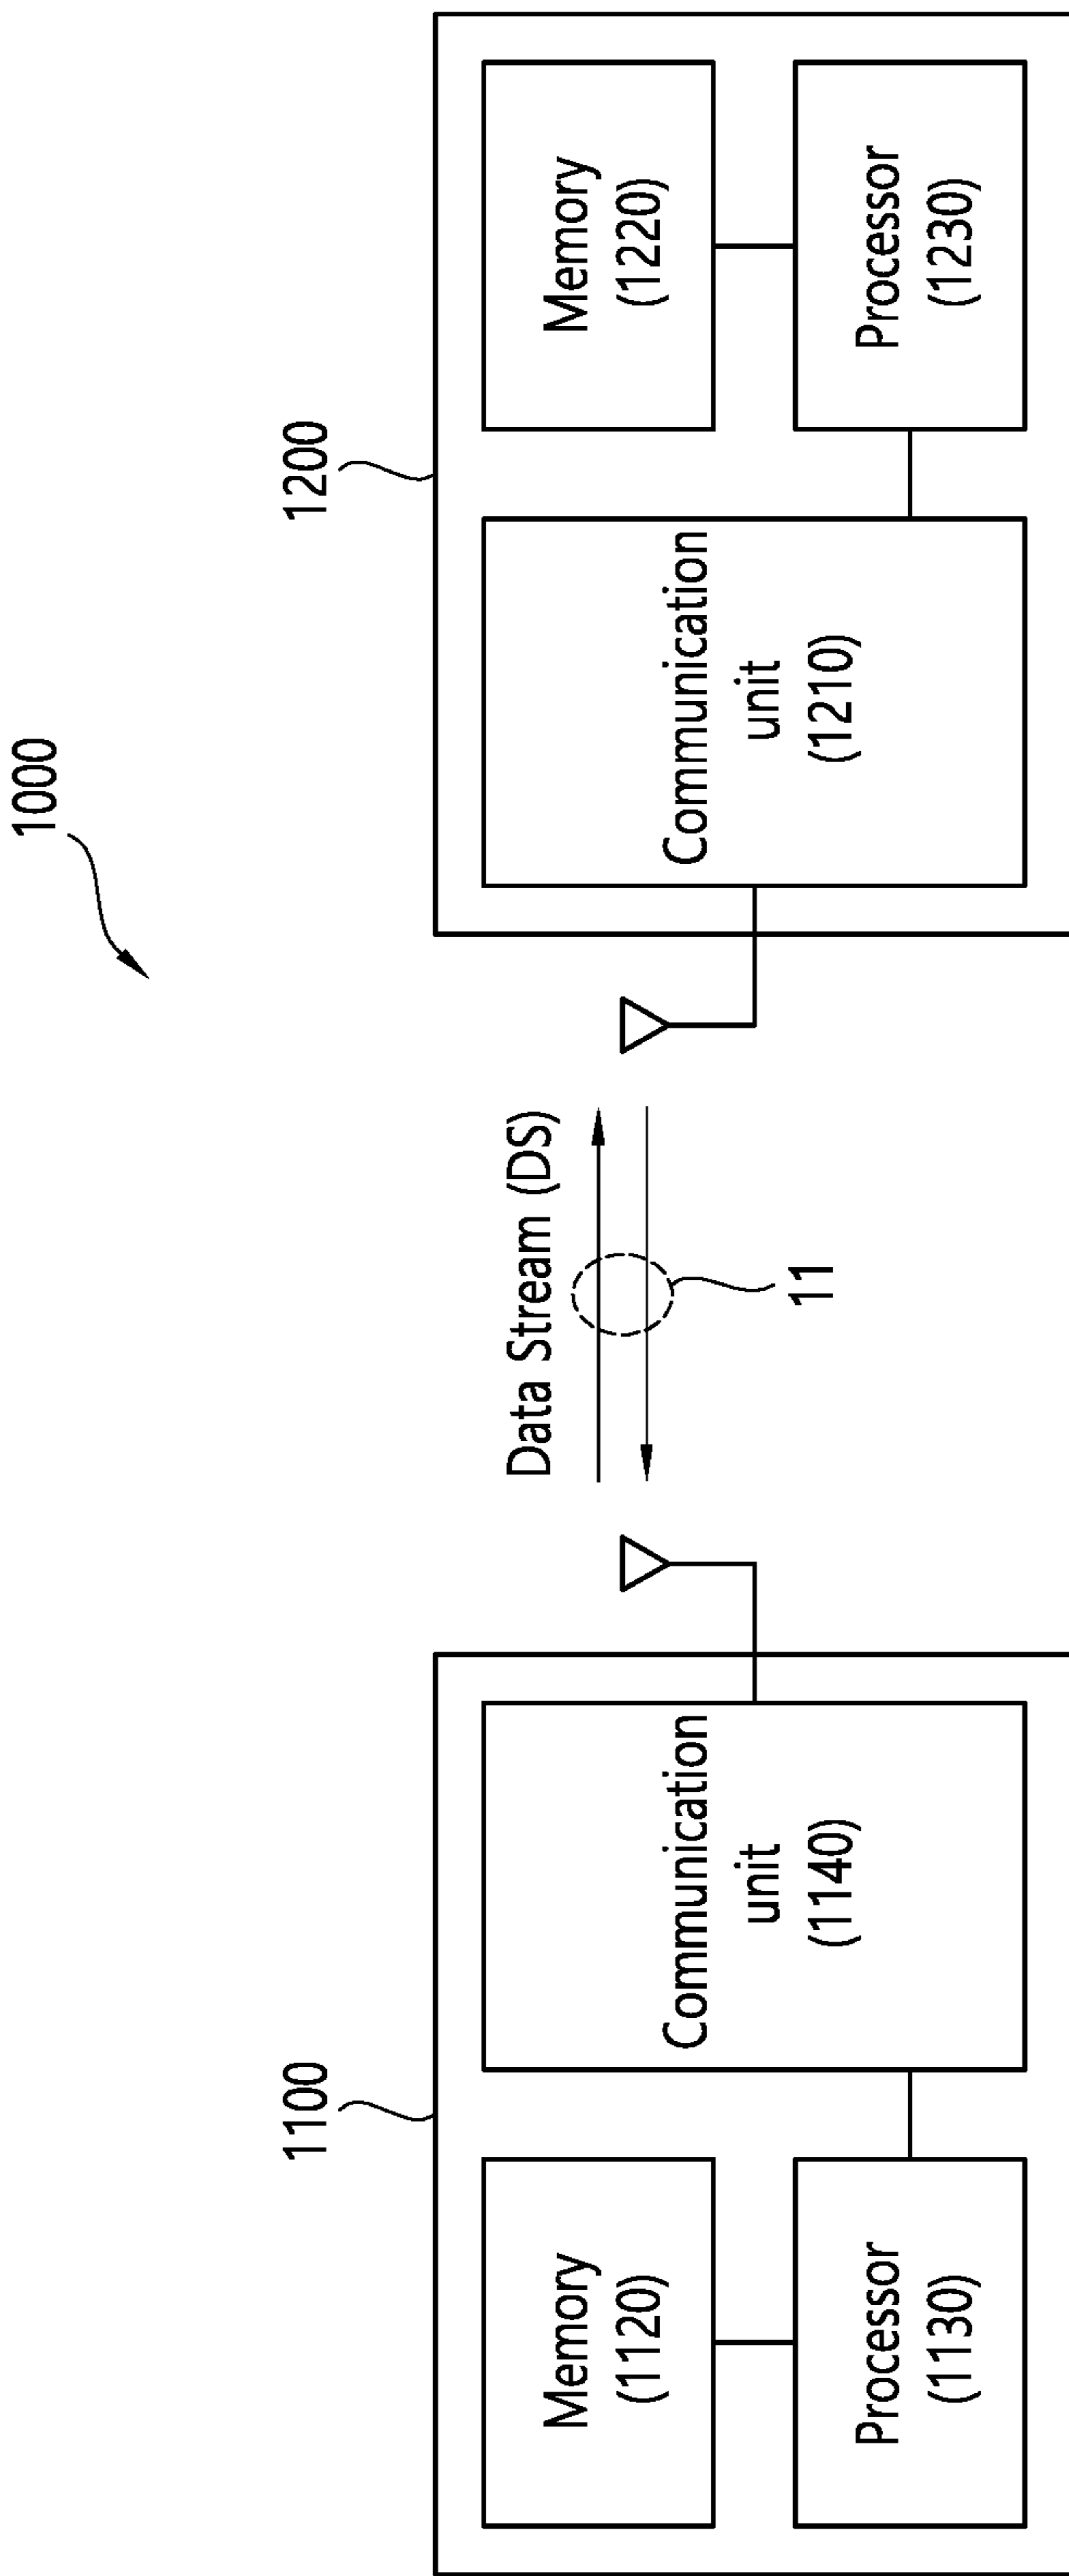 1000
1100
1200
Memory
(1120)
Processor
(1130)
Communication
unit
(1140)
Data Stream (DS)
11
Communication
unit
(1210)
Memory
(1220)
Processor
(1230)